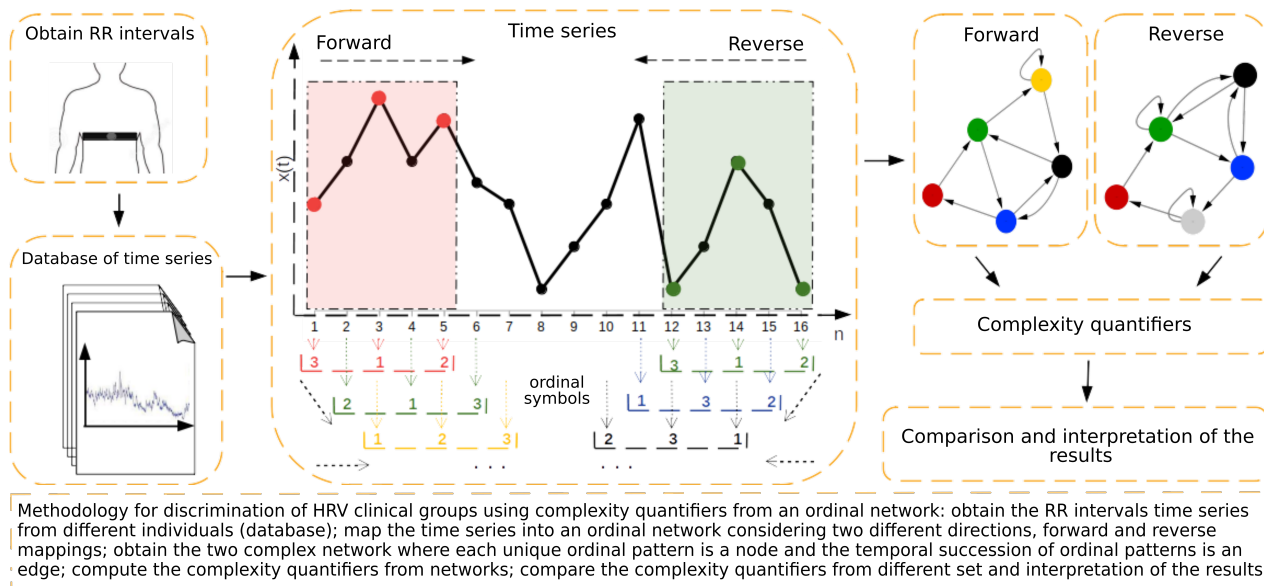 Obtain RR intervals
Database of time series
Time series
Forward
Reverse
x(t)
1 2 3 4 5 6 7 8 9 10 11 12 13 14 15 16
n
3 1 2
3 1 2
2 1 3
1 3 2
1 2 3
2 3 1
ordinal
symbols
. . .
. . .
Forward
Reverse
Complexity quantifiers
Comparison and interpretation of the
results
Methodology for discrimination of HRV clinical groups using complexity quantifiers from an ordinal network: obtain the RR intervals time series
from different individuals (database); map the time series into an ordinal network considering two different directions, forward and reverse
mappings; obtain the two complex network where each unique ordinal pattern is a node and the temporal succession of ordinal patterns is an
edge; compute the complexity quantifiers from networks; compare the complexity quantifiers from different set and interpretation of the results